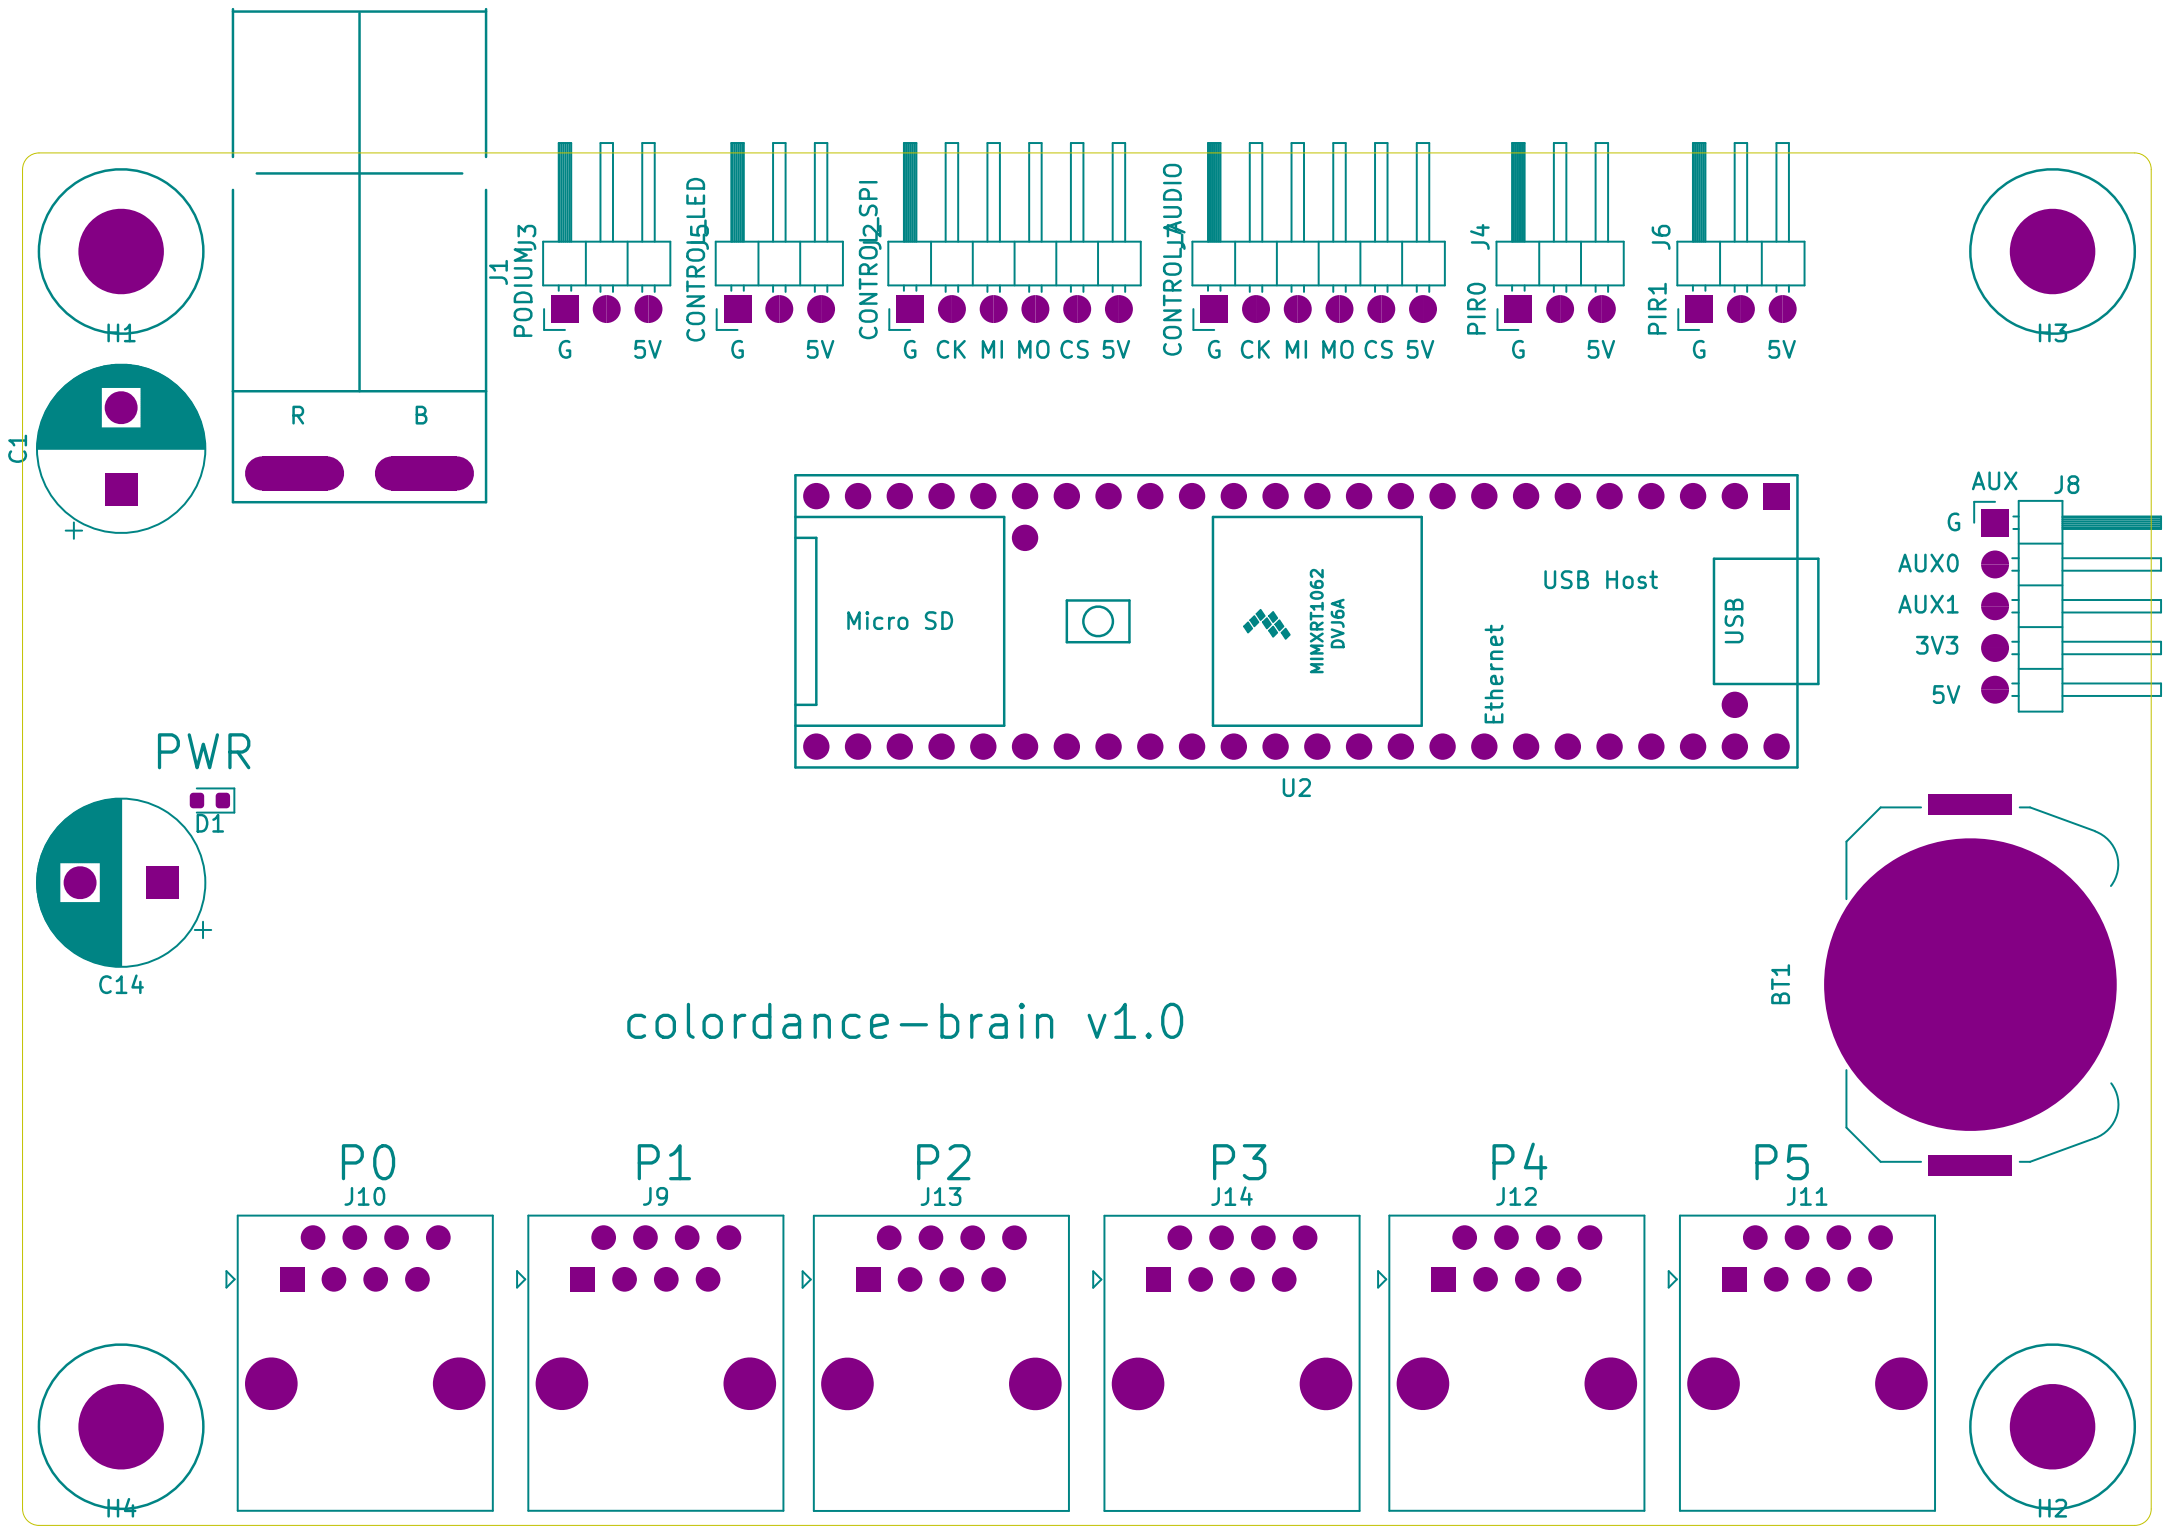 J1
H1
C1
R
B
PODIUM
J3
G
5V
CONTROL_LED
J5
G
5V
CONTROL_SPI
J2
G
CK
MI
MO
CS
5V
CONTROL_AUDIO
J7
G
CK
MI
MO
CS
5V
J4
PIR0
G
5V
J6
PIR1
G
5V
H3
AUX
J8
G
AUX0
AUX1
3V3
5V
Micro SD
MIMXRT1062
DVJ6A
Ethernet
USB Host
USB
U2
PWR
D1
C14
BT1
colordance-brain v1.0
P0
J10
P1
J9
P2
J13
P3
J14
P4
J12
P5
J11
H4
H2